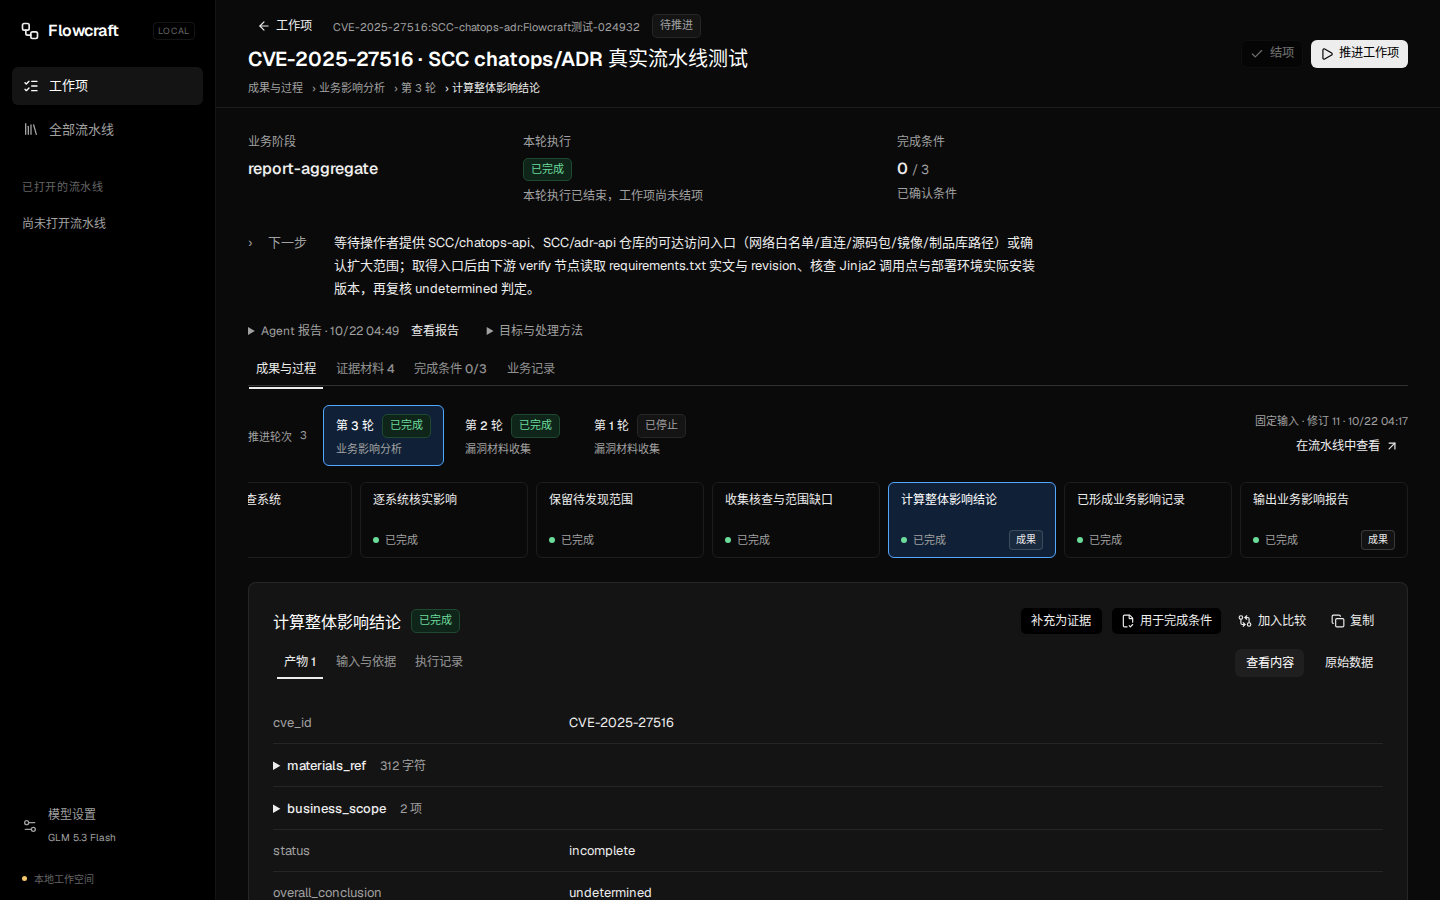 Flowcraft
LOCAL
工作项
全部流水线
已打开的流水线
尚未打开流水线
模型设置
GLM 5.3 Flash
本地工作空间
← 工作项 CVE-2025-27516:SCC-chatops-adr:Flowcraft测试-024932 待推进
CVE-2025-27516 · SCC chatops/ADR 真实流水线测试
成果与过程 › 业务影响分析 › 第 3 轮 › 计算整体影响结论
结项
推进工作项
业务阶段
report-aggregate
本轮执行
已完成
本轮执行已结束，工作项尚未结项
完成条件
0 / 3
已确认条件
› 下一步
等待操作者提供 SCC/chatops-api、SCC/adr-api 仓库的可达访问入口（网络白名单/直连/源码包/镜像/制品库路径）或确
认扩大范围；取得入口后由下游 verify 节点读取 requirements.txt 实文与 revision、核查 Jinja2 调用点与部署环境实际安装
版本，再复核 undetermined 判定。
▶ Agent 报告 · 10/22 04:49 查看报告 ▶ 目标与处理方法
成果与过程 证据材料 4 完成条件 0/3 业务记录
推进轮次 3
第 3 轮 已完成
业务影响分析
第 2 轮 已完成
漏洞材料收集
第 1 轮 已停止
漏洞材料收集
固定输入 · 修订 11 · 10/22 04:17
在流水线中查看 ↗
查系统
逐系统核实影响
已完成
保留待发现范围
已完成
收集核查与范围缺口
已完成
计算整体影响结论
已完成 成果
已形成业务影响记录
已完成
输出业务影响报告
已完成 成果
计算整体影响结论 已完成
补充为证据 用于完成条件 加入比较 复制
产物 1 输入与依据 执行记录
查看内容 原始数据
cve_id CVE-2025-27516
▶ materials_ref 312 字符
▶ business_scope 2 项
status incomplete
overall_conclusion undetermined